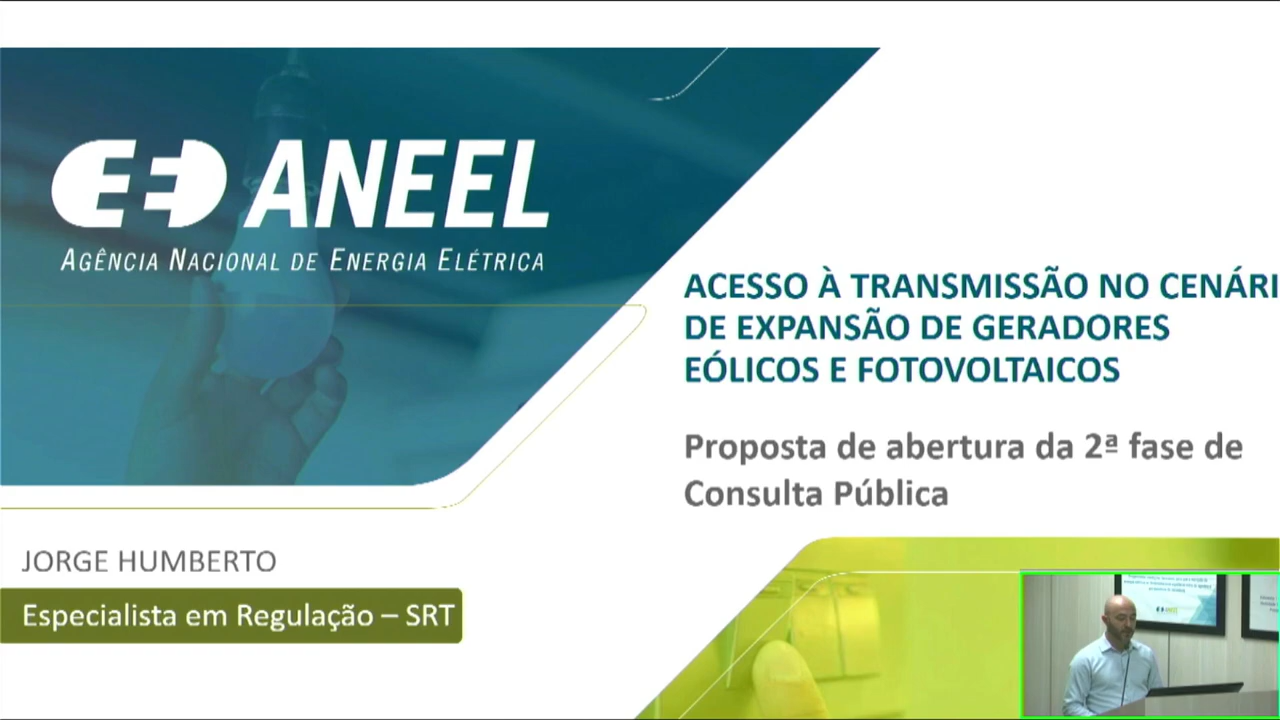 ANEEL
AGÊNCIA NACIONAL DE ENERGIA ELÉTRICA
ACESSO À TRANSMISSÃO NO CENÁRI
DE EXPANSÃO DE GERADORES
EÓLICOS E FOTOVOLTAICOS
Proposta de abertura da 2ª fase de
Consulta Pública
JORGE HUMBERTO
Especialista em Regulação – SRT
ANEEL